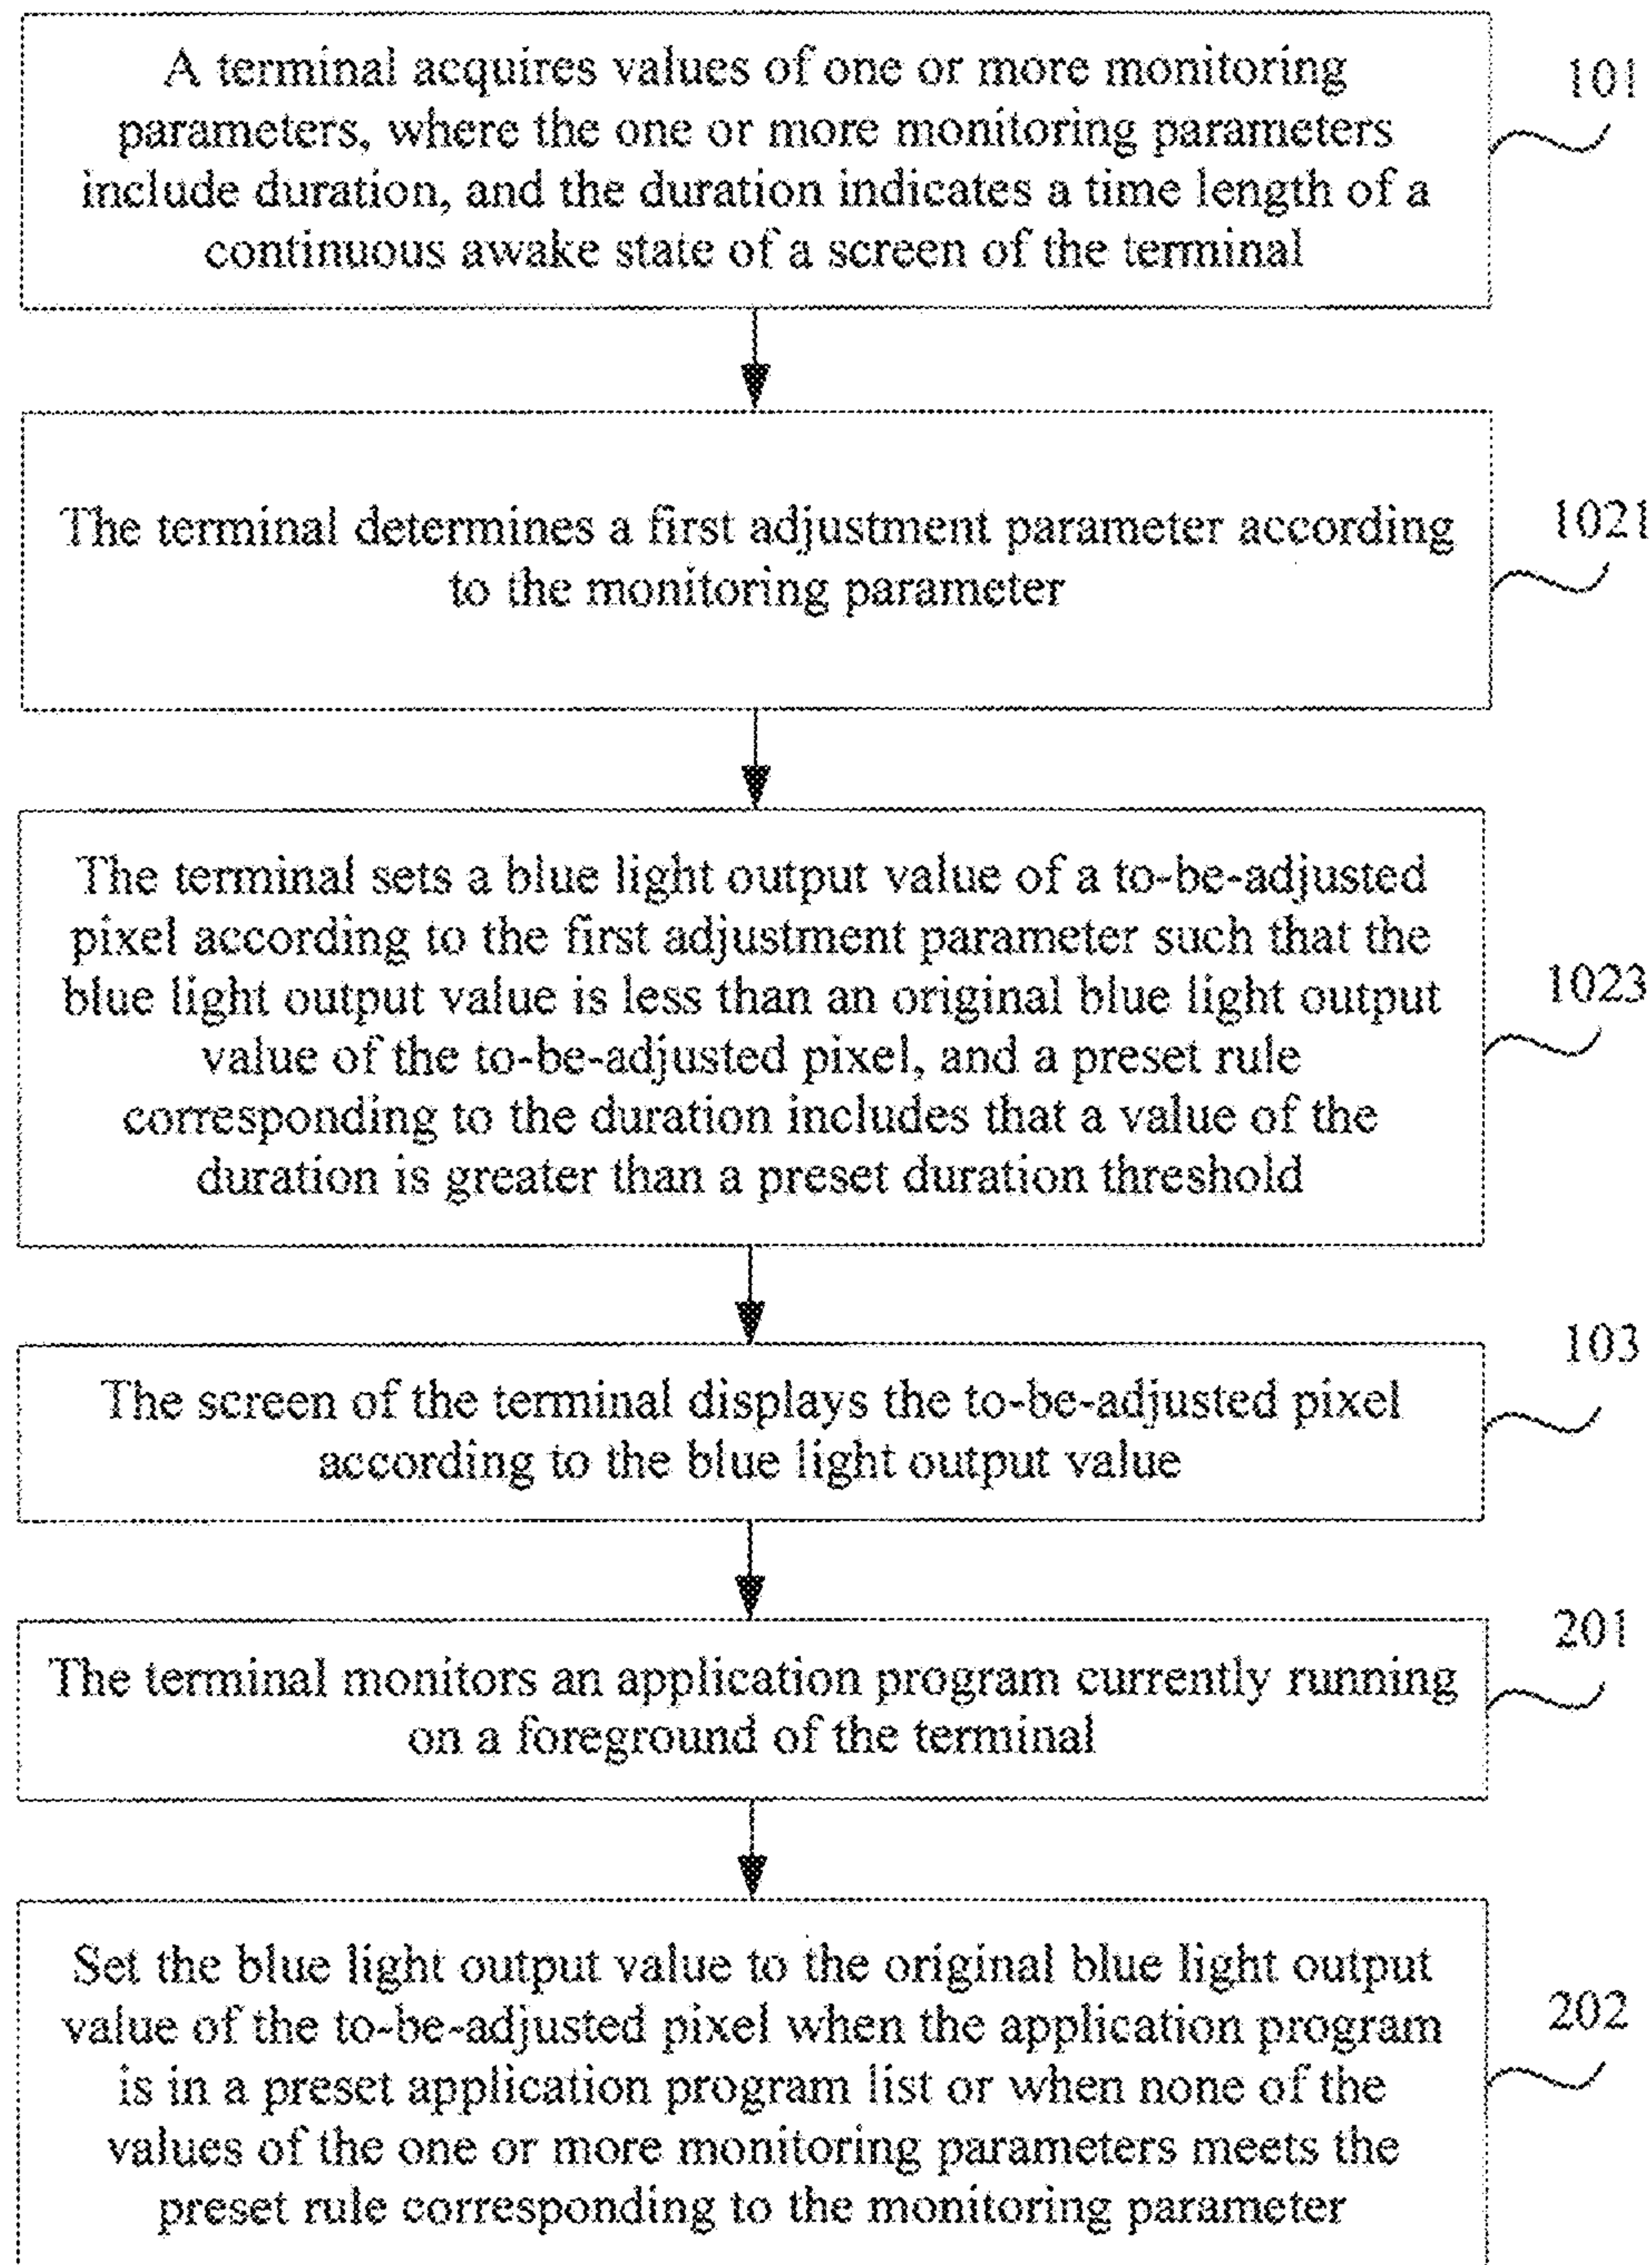 A terminal acquires values of one or more monitoring
parameters, where the one or more monitoring parameters
include duration, and the duration indicates a time length of a
continuous awake state of a screen of the terminal
101
The terminal determines a first adjustment parameter according
to the monitoring parameter
1021
The terminal sets a blue light output value of a to-be-adjusted
pixel according to the first adjustment parameter such that the
blue light output value is less than an original blue light output
value of the to-be-adjusted pixel, and a preset rule
corresponding to the duration includes that a value of the
duration is greater than a preset duration threshold
1023
The screen of the terminal displays the to-be-adjusted pixel
according to the blue light output value
103
The terminal monitors an application program currently running
on a foreground of the terminal
201
Set the blue light output value to the original blue light output
value of the to-be-adjusted pixel when the application program
is in a preset application program list or when none of the
values of the one or more monitoring parameters meets the
preset rule corresponding to the monitoring parameter
202